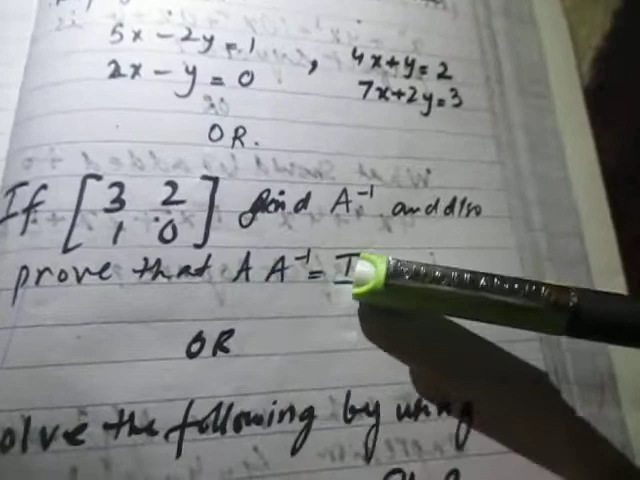 5x - 2y = 1 , 4x + y = 2
2x - y = 0 7x + 2y = 3
OR.
If [ 3 2
1 0 ] find A⁻¹ and also
prove that A A⁻¹ = I
OR
olve the following by using